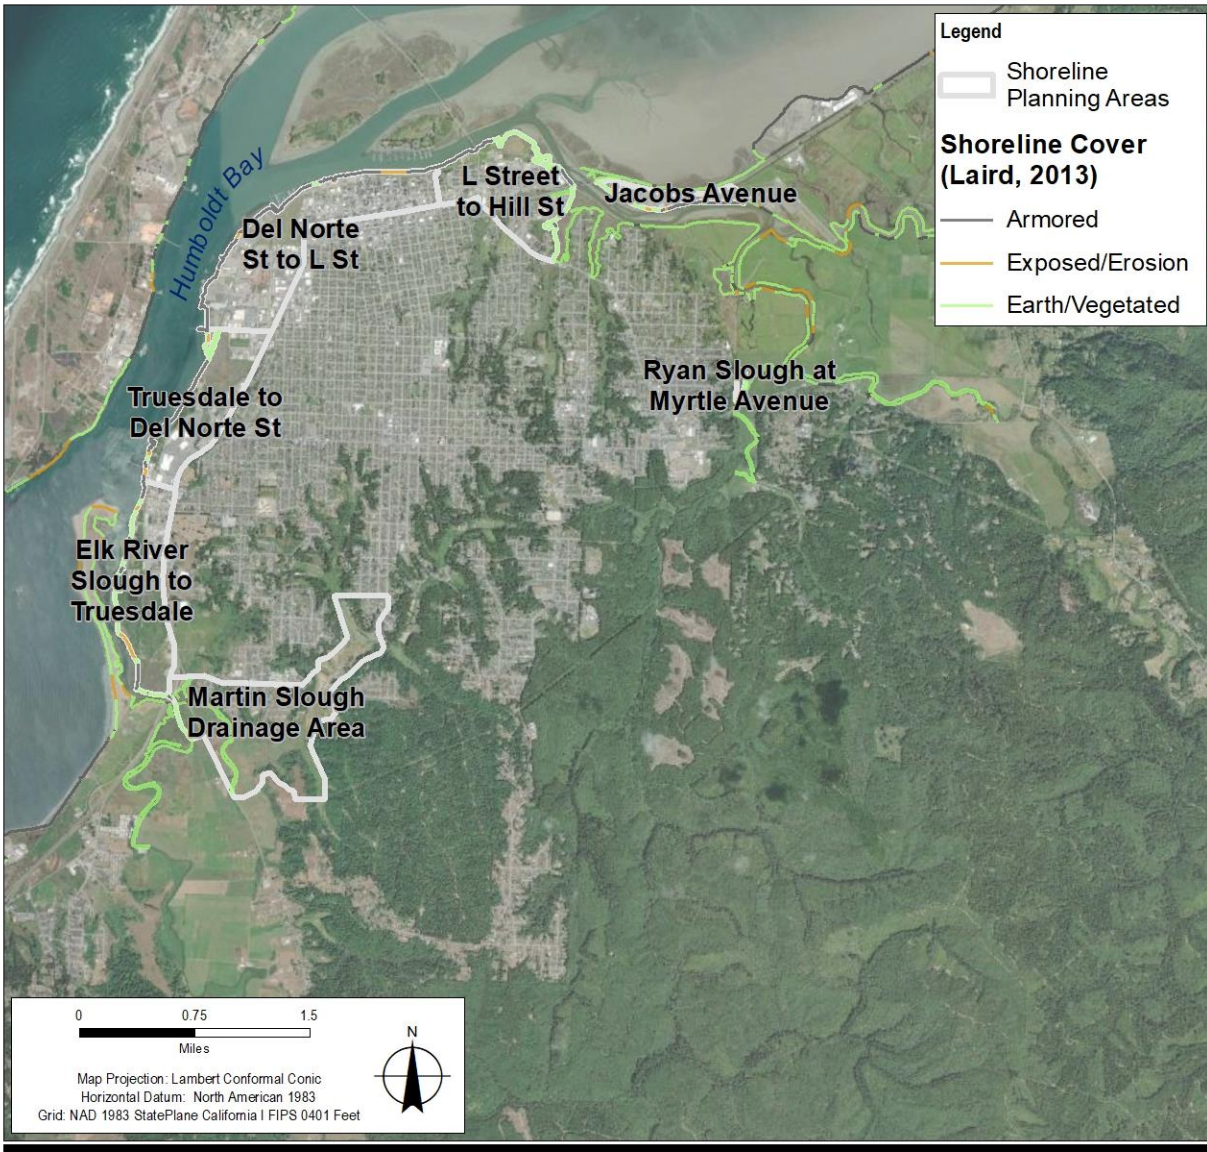 Legend
Shoreline
Planning Areas
Shoreline Cover
(Laird, 2013)
Armored
Exposed/Erosion
Earth/Vegetated
Humboldt Bay
L Street
to Hill St
Jacobs Avenue
Del Norte
St to L St
Ryan Slough at
Myrtle Avenue
Truesdale to
Del Norte St
Elk River
Slough to
Truesdale
Martin Slough
Drainage Area
0 0.75 1.5
Miles
N
Map Projection: Lambert Conformal Conic
Horizontal Datum: North American 1983
Grid: NAD 1983 StatePlane California I FIPS 0401 Feet